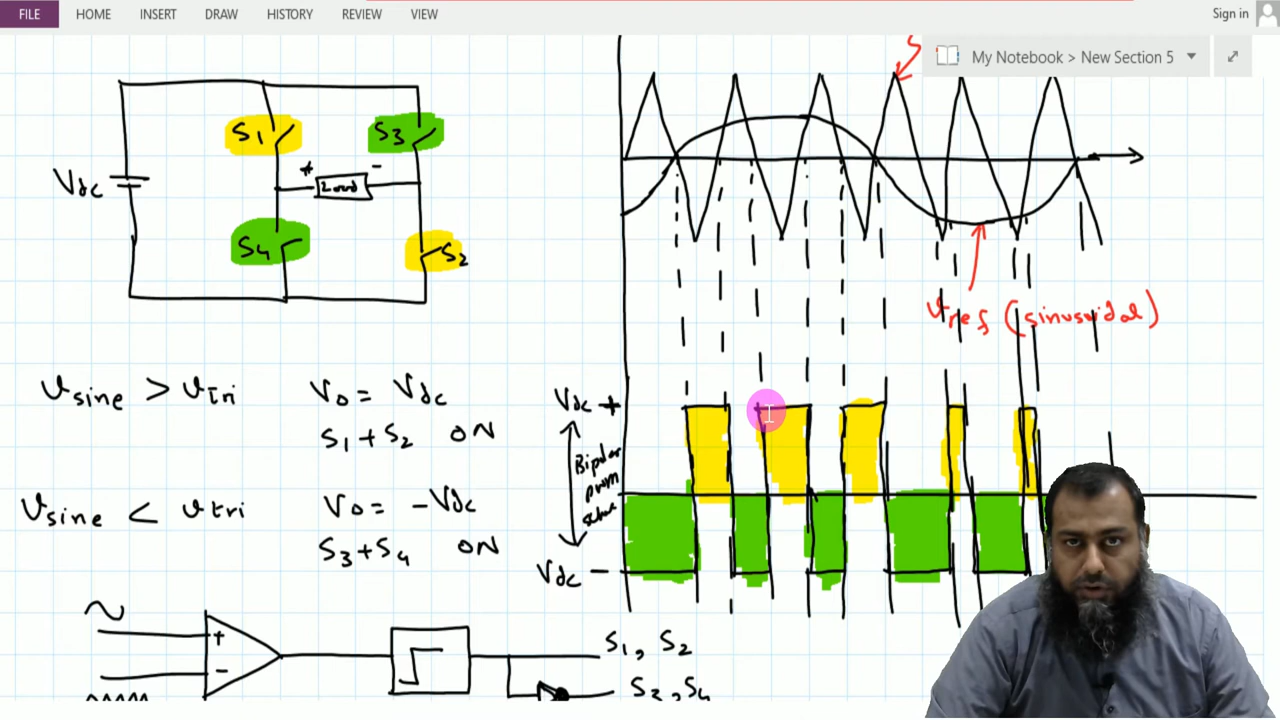 FILE HOME INSERT DRAW HISTORY REVIEW VIEW Sign in
My Notebook > New Section 5
S1 S3
+ -
Vdc Load
S4 S2
Vref (sinusoidal)
Vsine > VTri Vo = Vdc
S1 + S2 ON
Vdc +
Bipolar
pwm
Vsine < Vtri Vo = -Vdc
S3 + S4 ON
Vdc -
+
-
S1, S2
S3, S4